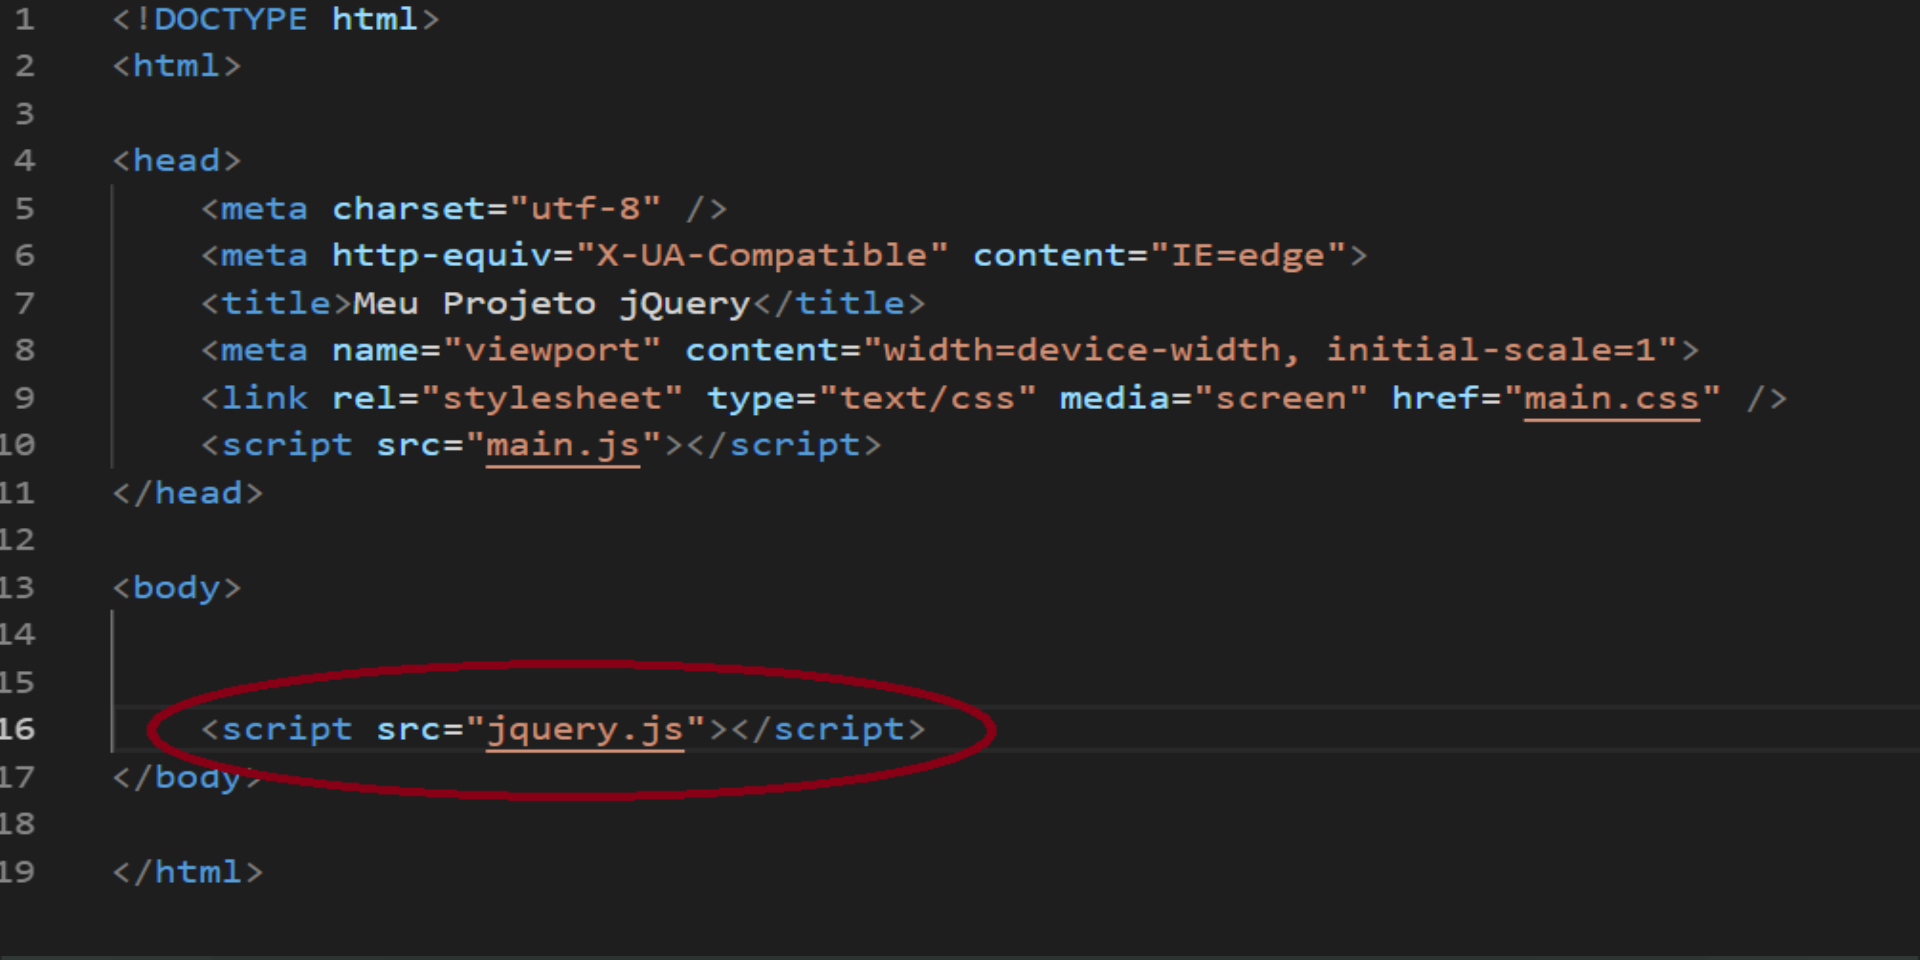 1 <!DOCTYPE html>
2 <html>
3
4 <head>
5 <meta charset="utf-8" />
6 <meta http-equiv="X-UA-Compatible" content="IE=edge">
7 <title>Meu Projeto jQuery</title>
8 <meta name="viewport" content="width=device-width, initial-scale=1">
9 <link rel="stylesheet" type="text/css" media="screen" href="main.css" />
10 <script src="main.js"></script>
11 </head>
12
13 <body>
14
15
16 <script src="jquery.js"></script>
17 </body>
18
19 </html>